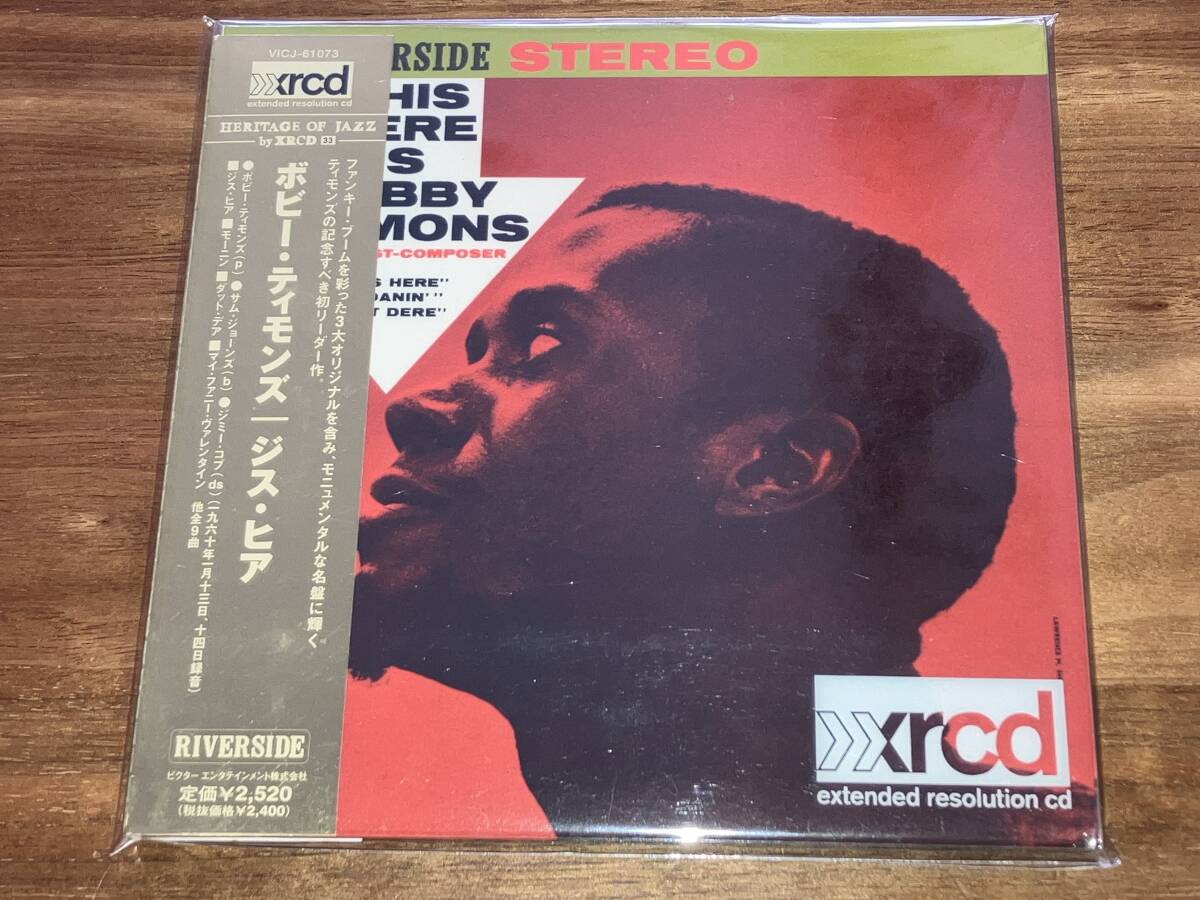 VICJ-61073
xrcd
extended resolution cd
HERITAGE OF JAZZ
by XRCD 33
ファンキー・ブームを彩った3大オリジナルを含み、モニュメンタルな名盤に輝く
ティモンズの記念すべき初リーダー作。
ボビー・ティモンズ|ジス・ヒア
●ボビー・ティモンズ(p) ●サム・ジョーンズ(b) ●ジミー・コブ(ds) (一九六十年一月十三日、十四日録音)
■ジス・ヒア ■モーニン ■ダット・デア ■マイ・ファニー・ヴァレンタイン 他全9曲
RIVERSIDE
ビクター エンタテインメント株式会社
定価¥2,520
(税抜価格¥2,400)
RSIDE STEREO
HIS
ERE
S
BBY
MONS
ST-COMPOSER
S HERE"
OANIN'"
T DERE"
LAWRENCE M.
xrcd
extended resolution cd